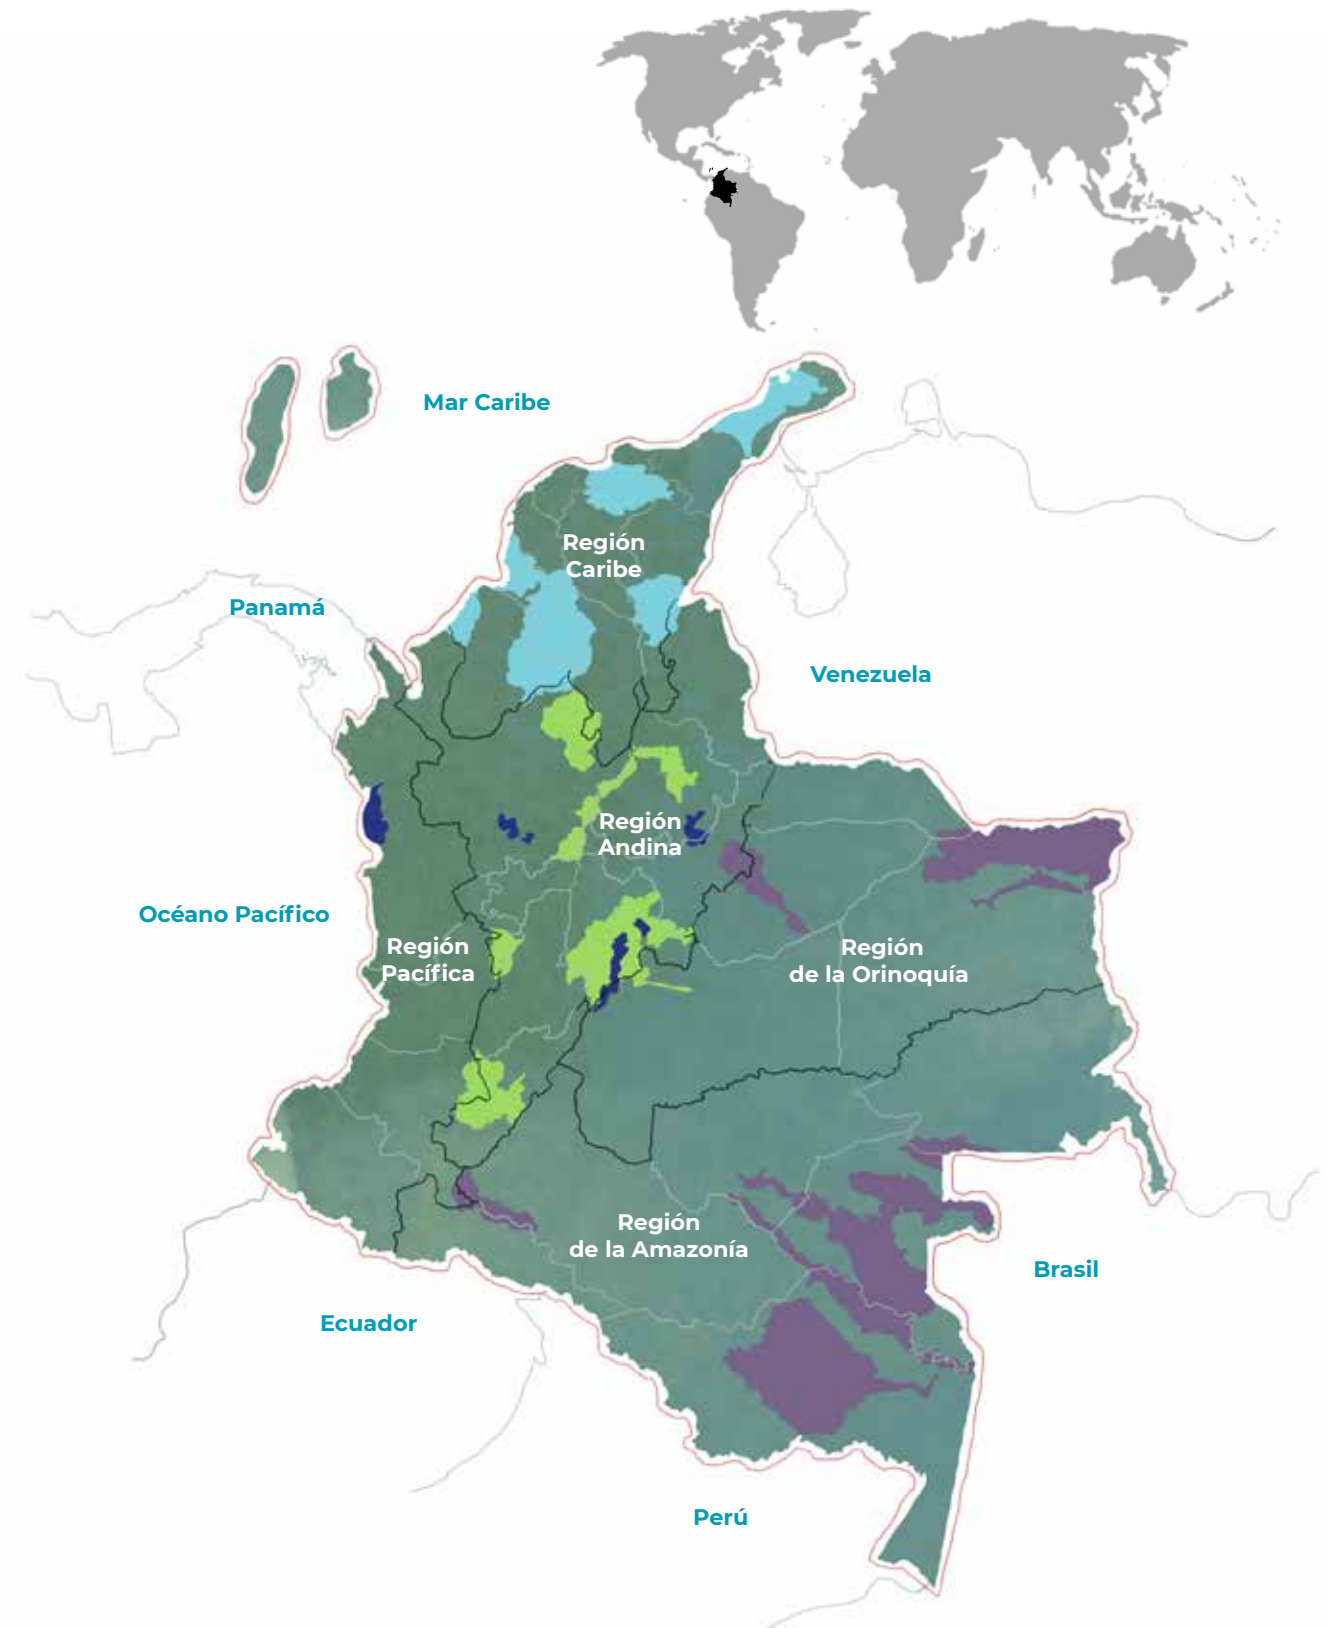 Mar Caribe
Región
Caribe
Panamá
Venezuela
Región
Andina
Océano Pacífico
Región
Pacífica
Región
de la Orinoquía
Región
de la Amazonía
Brasil
Ecuador
Perú